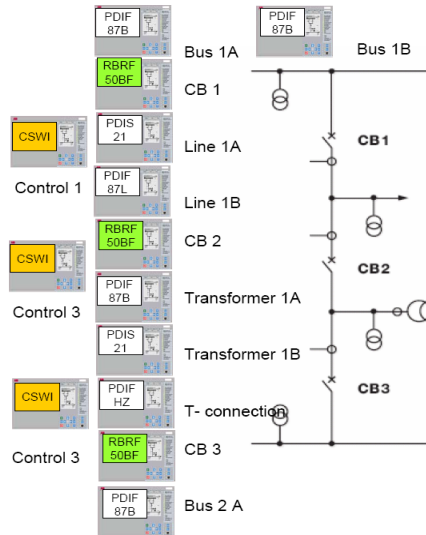 PDIF
87B
Bus 1A
PDIF
87B
Bus 1B
RBRF
50BF
CB 1
CSWI
Control 1
PDIS
21
Line 1A
CB1
PDIF
87L
Line 1B
RBRF
50BF
CB 2
CSWI
Control 3
CB2
PDIF
87B
Transformer 1A
PDIS
21
Transformer 1B
CSWI
Control 3
PDIF
HZ
T- connection
CB3
RBRF
50BF
CB 3
PDIF
87B
Bus 2 A